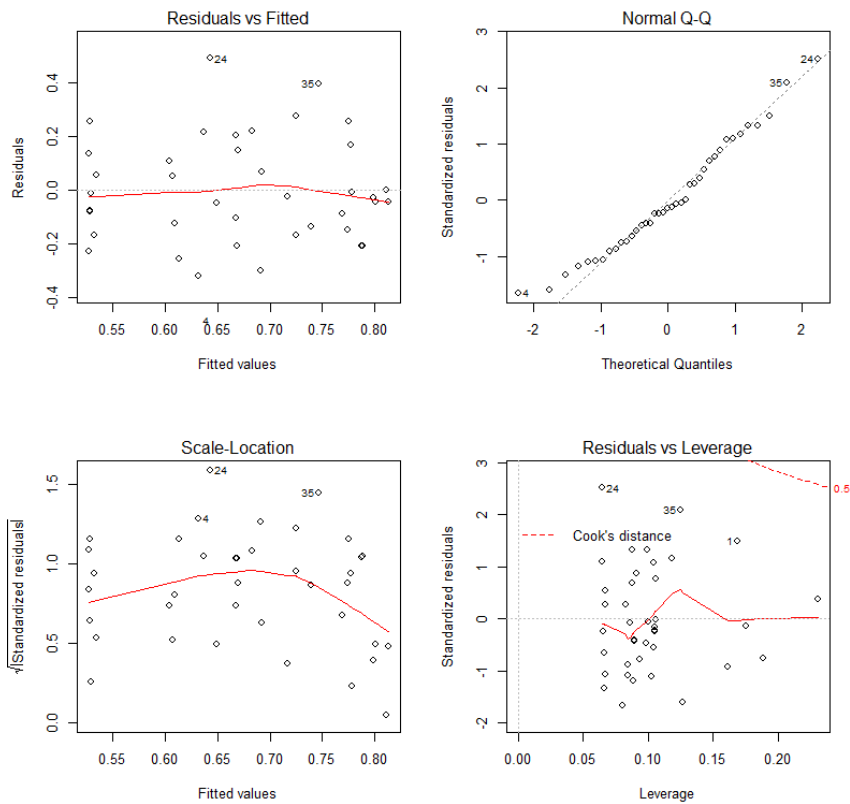 Residuals vs Fitted
Residuals
0.4
0.2
0.0
-0.2
-0.4
24
35
4
0.55 0.60 0.65 0.70 0.75 0.80
Fitted values
Normal Q-Q
Standardized residuals
3
2
1
0
-1
24
35
4
-2 -1 0 1 2
Theoretical Quantiles
Scale-Location
√|Standardized residuals|
1.5
1.0
0.5
0.0
24
35
4
0.55 0.60 0.65 0.70 0.75 0.80
Fitted values
Residuals vs Leverage
Standardized residuals
3
2
1
0
-1
-2
24
35
1
0.5
Cook's distance
0.00 0.05 0.10 0.15 0.20
Leverage